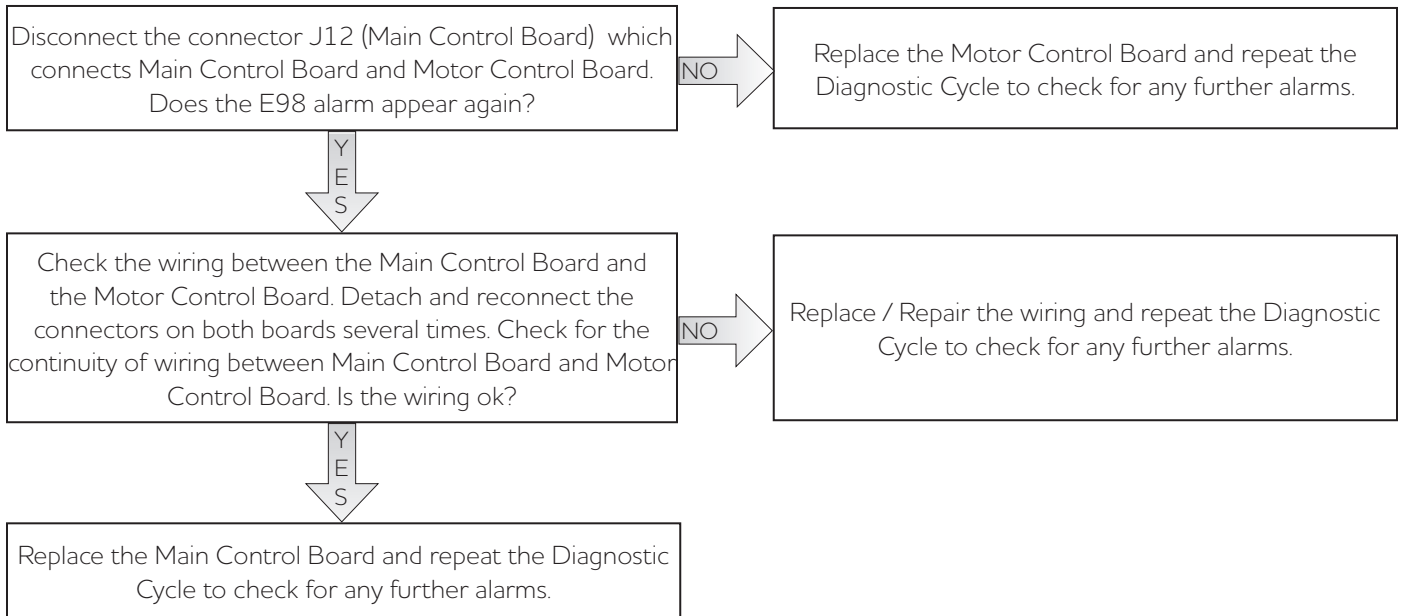 Disconnect the connector J12 (Main Control Board) which
connects Main Control Board and Motor Control Board.
Does the E98 alarm appear again?
NO
Replace the Motor Control Board and repeat the
Diagnostic Cycle to check for any further alarms.
YES
Check the wiring between the Main Control Board and
the Motor Control Board. Detach and reconnect the
connectors on both boards several times. Check for the
continuity of wiring between Main Control Board and Motor
Control Board. Is the wiring ok?
NO
Replace / Repair the wiring and repeat the Diagnostic
Cycle to check for any further alarms.
YES
Replace the Main Control Board and repeat the Diagnostic
Cycle to check for any further alarms.